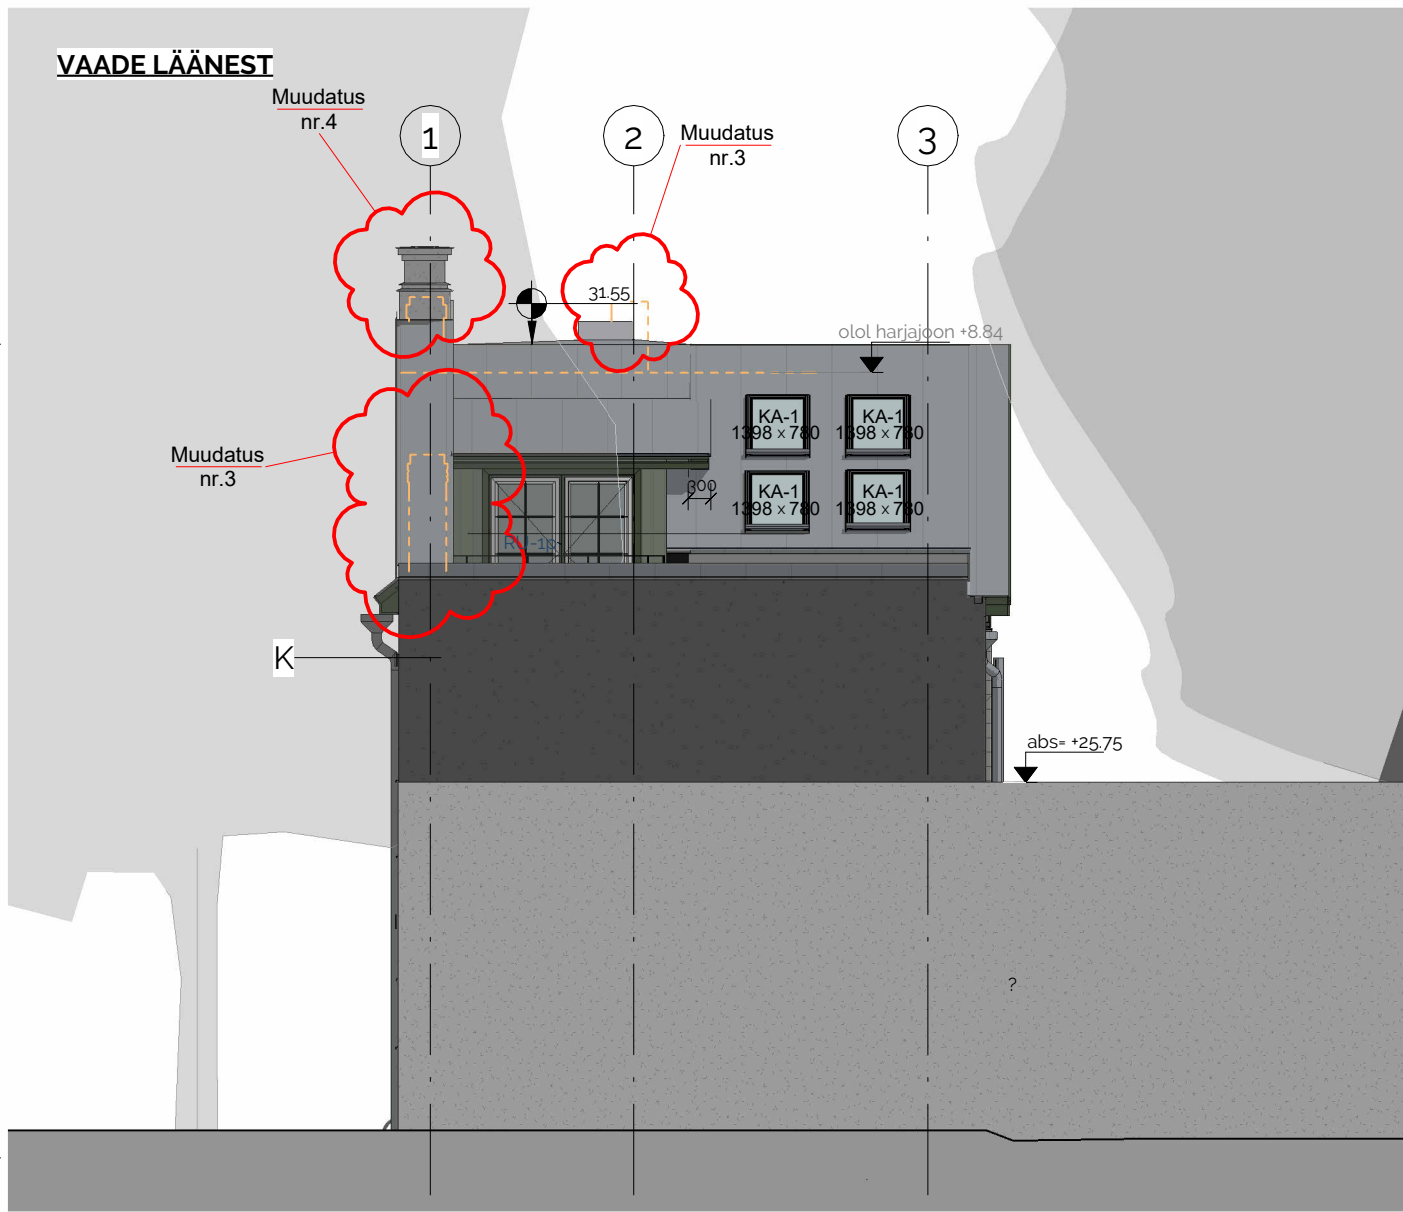 VAADE LÄÄNEST
Muudatus
nr.4
1
2
3
Muudatus
nr.3
31.55
olol harjajoon +8.84
KA-1
1398 x 780
KA-1
1398 x 780
Muudatus
nr.3
300
KA-1
1398 x 780
KA-1
1398 x 780
RU-1p
K
abs= +25.75
?